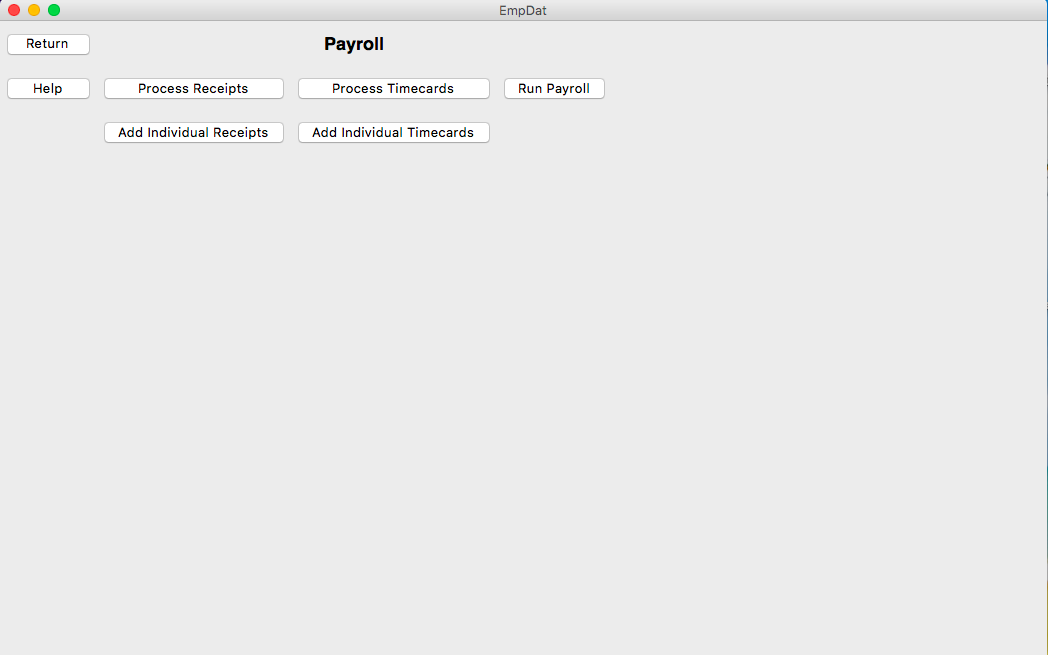 EmpDat
Return
Payroll
Help
Process Receipts
Process Timecards
Run Payroll
Add Individual Receipts
Add Individual Timecards